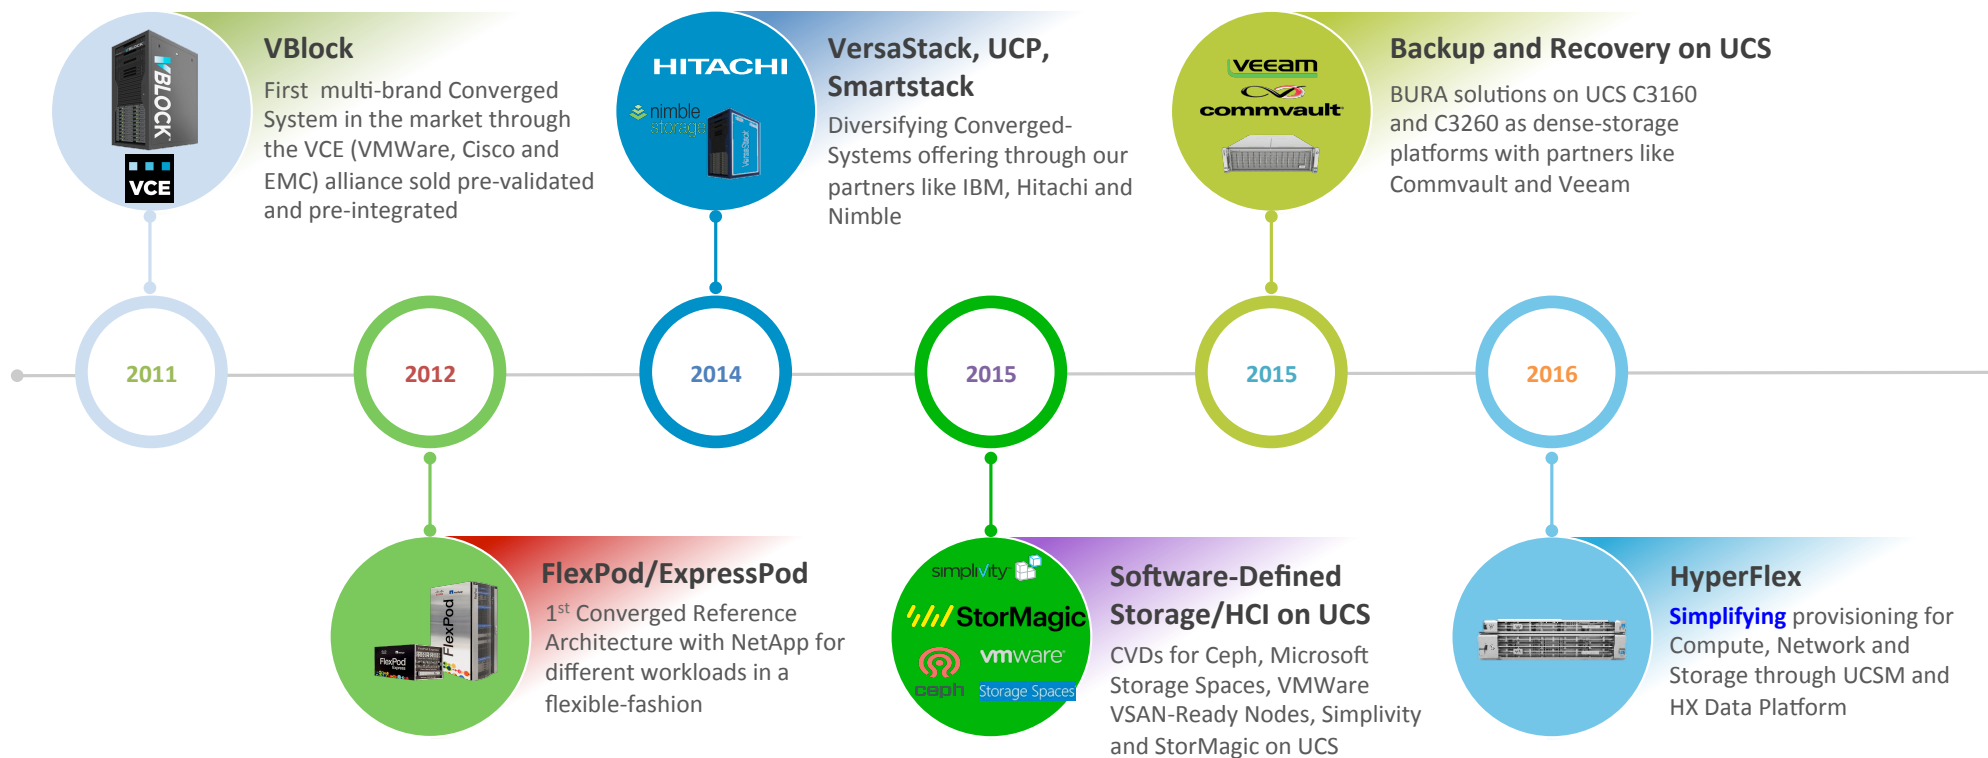 VBLOCK
VBLOCK
VCE
VBlock
First multi-brand Converged
System in the market through
the VCE (VMWare, Cisco and
EMC) alliance sold pre-validated
and pre-integrated
HITACHI
nimble
storage
VersaStack
VersaStack, UCP,
Smartstack
Diversifying Converged-
Systems offering through our
partners like IBM, Hitachi and
Nimble
veeam
commvault
Backup and Recovery on UCS
BURA solutions on UCS C3160
and C3260 as dense-storage
platforms with partners like
Commvault and Veeam
2011
2012
2014
2015
2015
2016
FlexPod
FlexPod
Express
FlexPod/ExpressPod
1st Converged Reference
Architecture with NetApp for
different workloads in a
flexible-fashion
simplivity
StorMagic
ceph
vmware
Storage Spaces
Software-Defined
Storage/HCI on UCS
CVDs for Ceph, Microsoft
Storage Spaces, VMWare
VSAN-Ready Nodes, Simplivity
and StorMagic on UCS
HyperFlex
Simplifying provisioning for
Compute, Network and
Storage through UCSM and
HX Data Platform